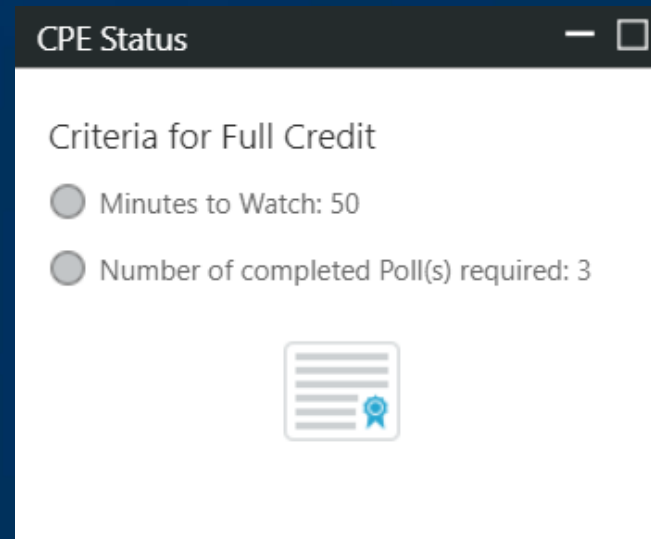 CPE Status
Criteria for Full Credit
Minutes to Watch: 50
Number of completed Poll(s) required: 3